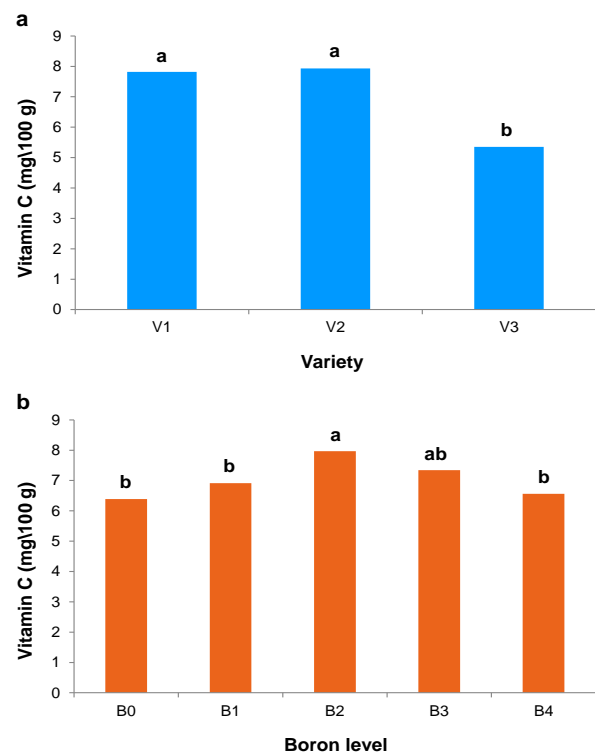 a
Vitamin C (mg\100 g)
9
8
7
6
5
4
3
2
1
0
a
a
b
V1 V2 V3
Variety
b
Vitamin C (mg\100 g)
9
8
7
6
5
4
3
2
1
0
b
b
a
ab
b
B0 B1 B2 B3 B4
Boron level